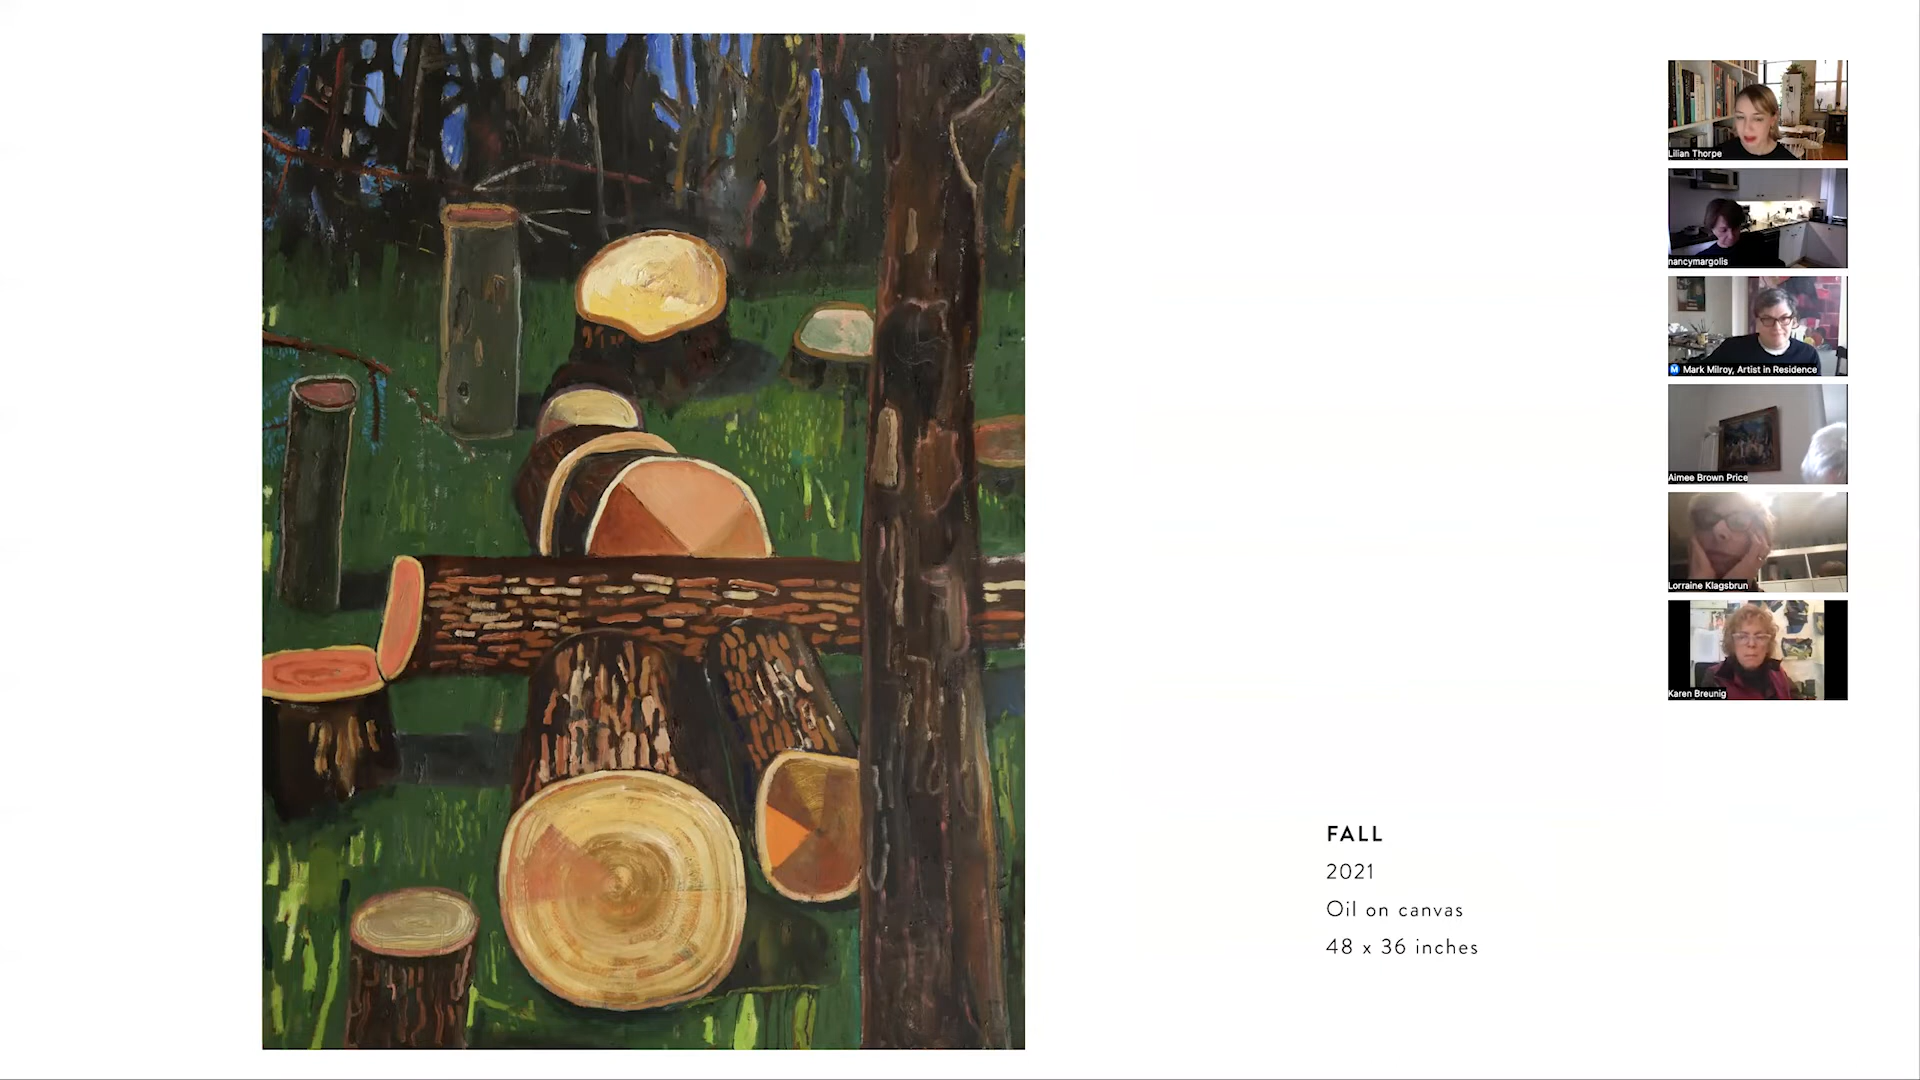 Lilian Thorpe
nancymargolis
M Mark Milroy, Artist in Residence
Aimee Brown Price
Lorraine Klagsbrun
Karen Breunig
FALL
2021
Oil on canvas
48 x 36 inches